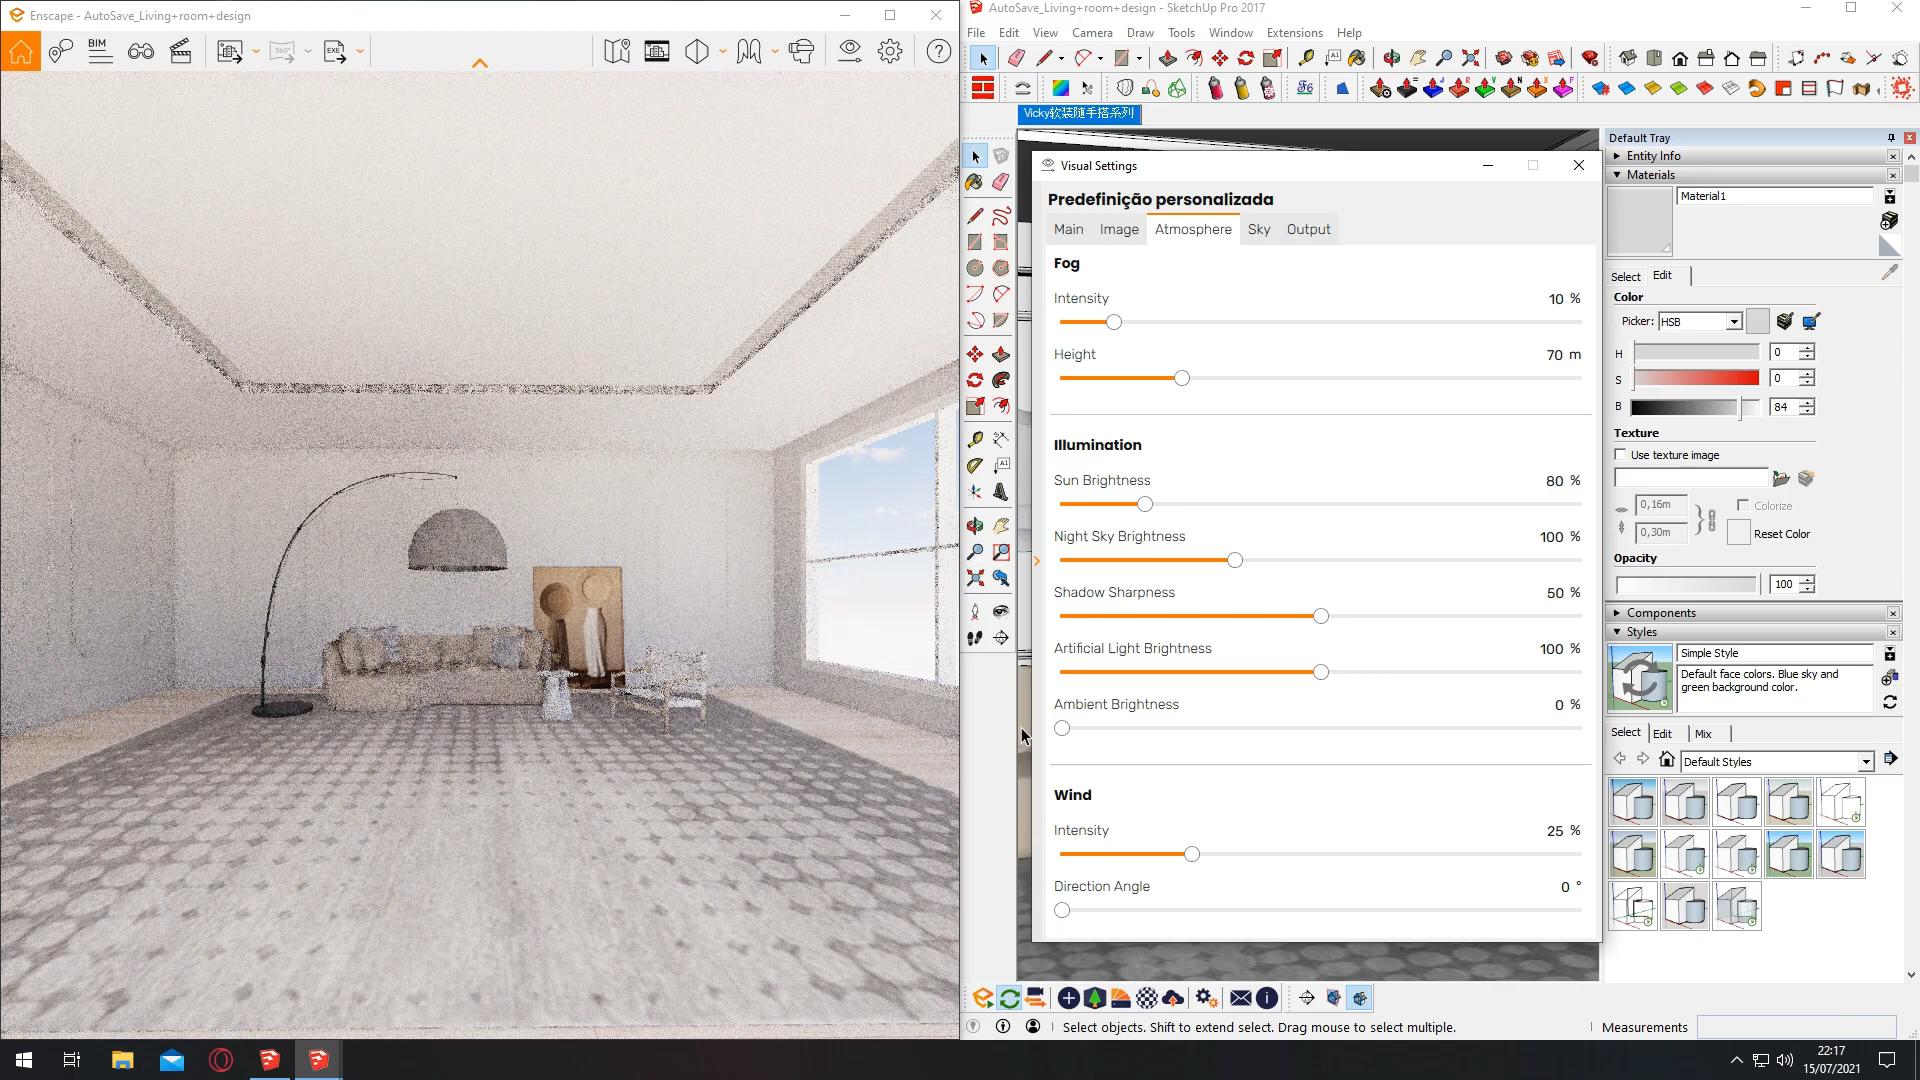 Enscape - AutoSave_Living+room+design
BIM
360°
EXE
AutoSave_Living+room+design - SketchUp Pro 2017
File Edit View Camera Draw Tools Window Extensions Help
Vicky软装随手搭系列
Visual Settings
Predefinição personalizada
Main Image Atmosphere Sky Output
Fog
Intensity 10 %
Height 70 m
Illumination
Sun Brightness 80 %
Night Sky Brightness 100 %
Shadow Sharpness 50 %
Artificial Light Brightness 100 %
Ambient Brightness 0 %
Wind
Intensity 25 %
Direction Angle 0 °
Default Tray
Entity Info
Materials
Material1
Select Edit
Color
Picker: HSB
H 0
S 0
B 84
Texture
Use texture image
0,16m
Colorize
0,30m
Reset Color
Opacity
100
Components
Styles
Simple Style
Default face colors. Blue sky and
green background color.
Select Edit Mix
Default Styles
Select objects. Shift to extend select. Drag mouse to select multiple.
Measurements
22:17
15/07/2021